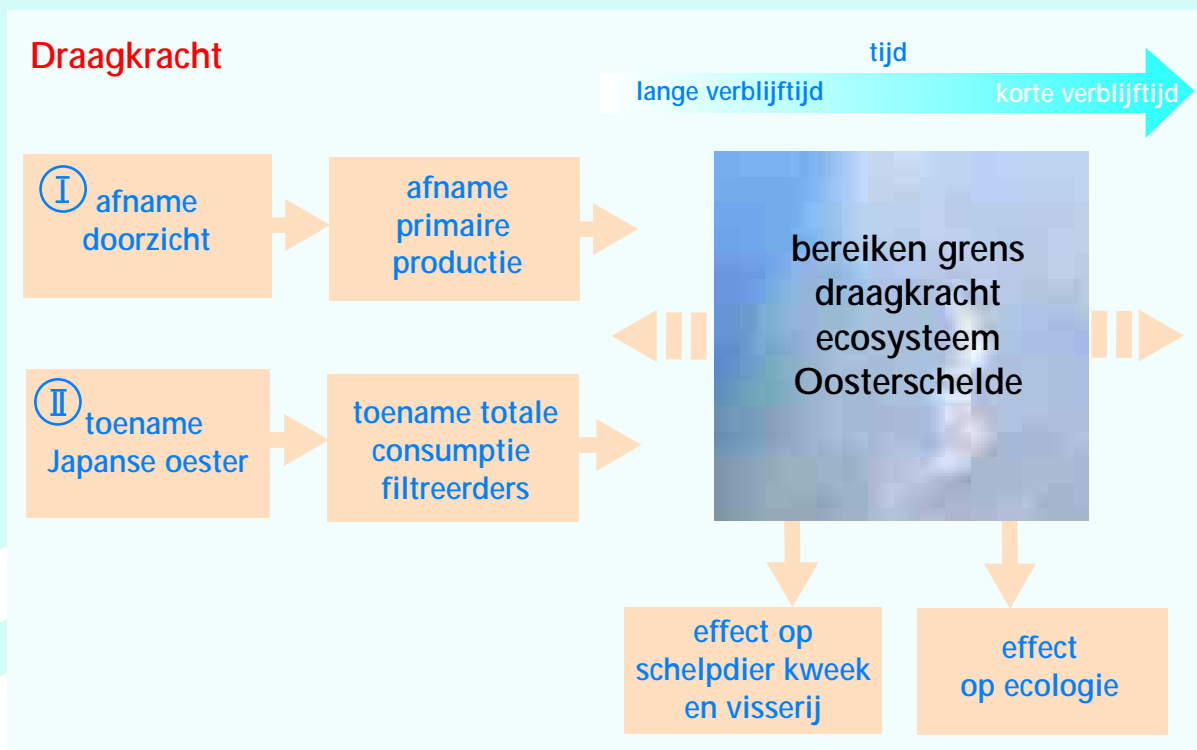 Draagkracht
tijd
lange verblijftijd
korte verblijftijd
I
afname
doorzicht
afname
primaire
productie
bereiken grens
draagkracht
ecosysteem
Oosterschelde
II
toename
Japanse oester
toename totale
consumptie
filtreerders
effect op
schelpdier kweek
en visserij
effect
op ecologie